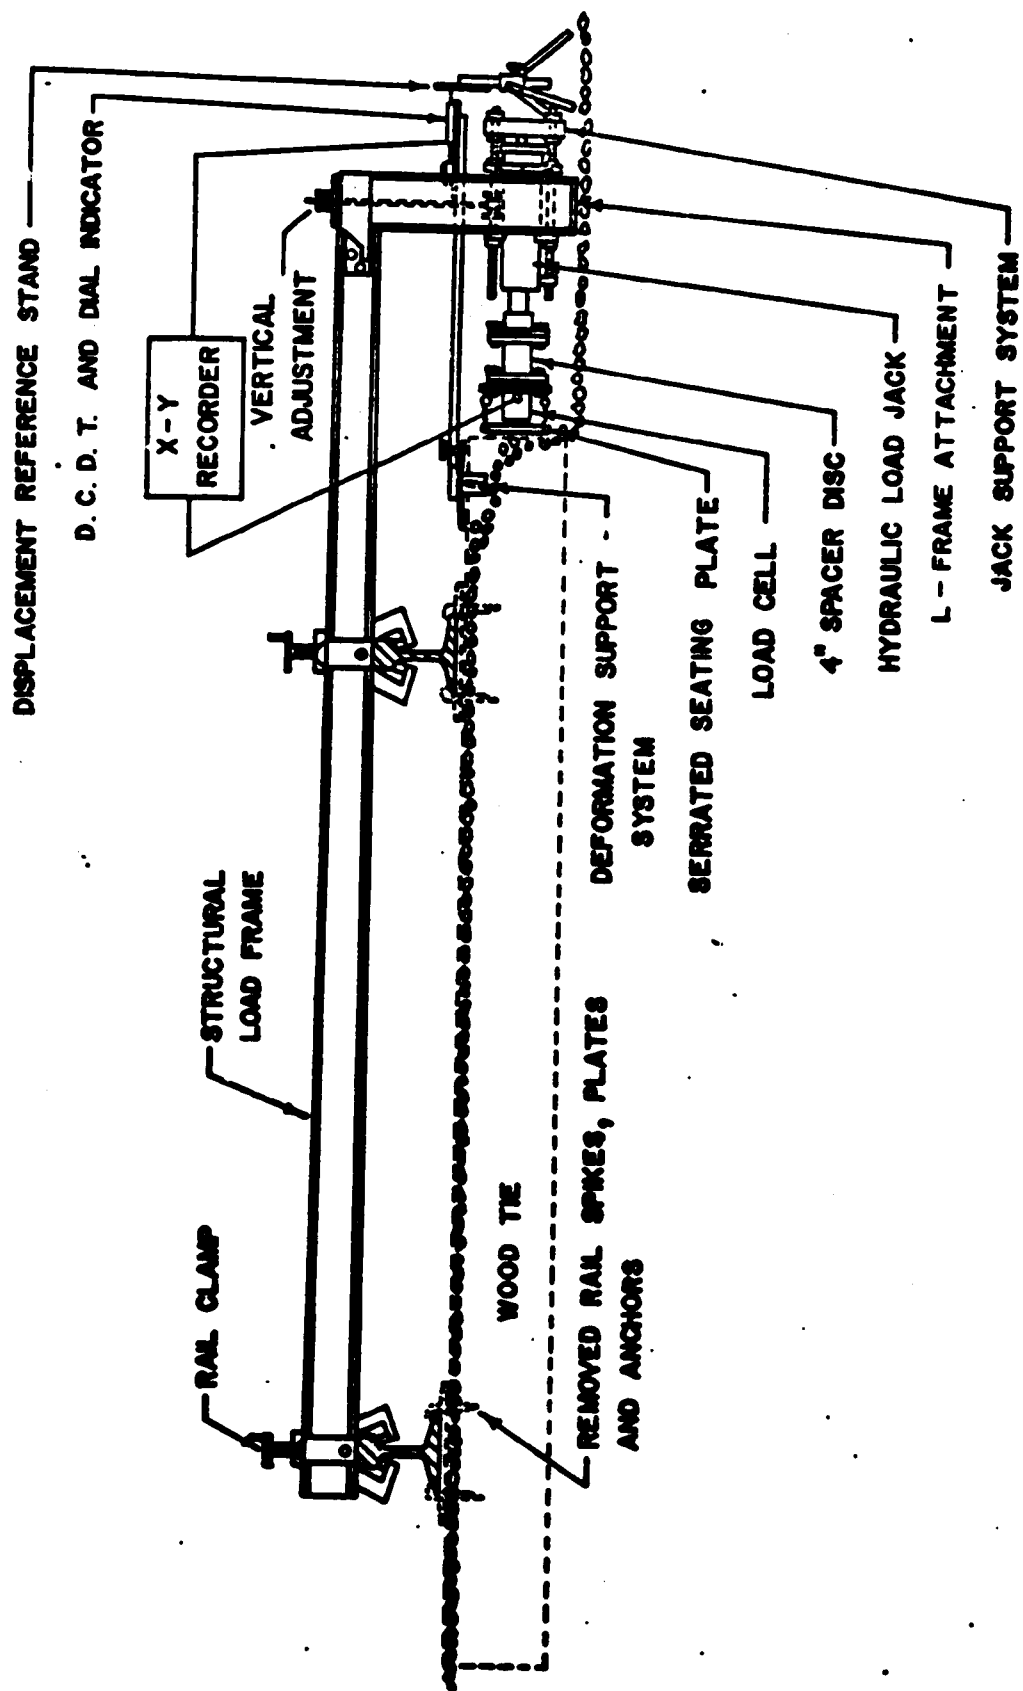 DISPLACEMENT REFERENCE STAND
D. C. D. T. AND DIAL INDICATOR
X-Y
RECORDER
VERTICAL
ADJUSTMENT
STRUCTURAL
LOAD FRAME
RAIL CLAMP
WOOD TIE
REMOVED RAIL SPIKES, PLATES
AND ANCHORS
DEFORMATION SUPPORT
SYSTEM
SERRATED SEATING PLATE
LOAD CELL
4" SPACER DISC
HYDRAULIC LOAD JACK
L-FRAME ATTACHMENT
JACK SUPPORT SYSTEM